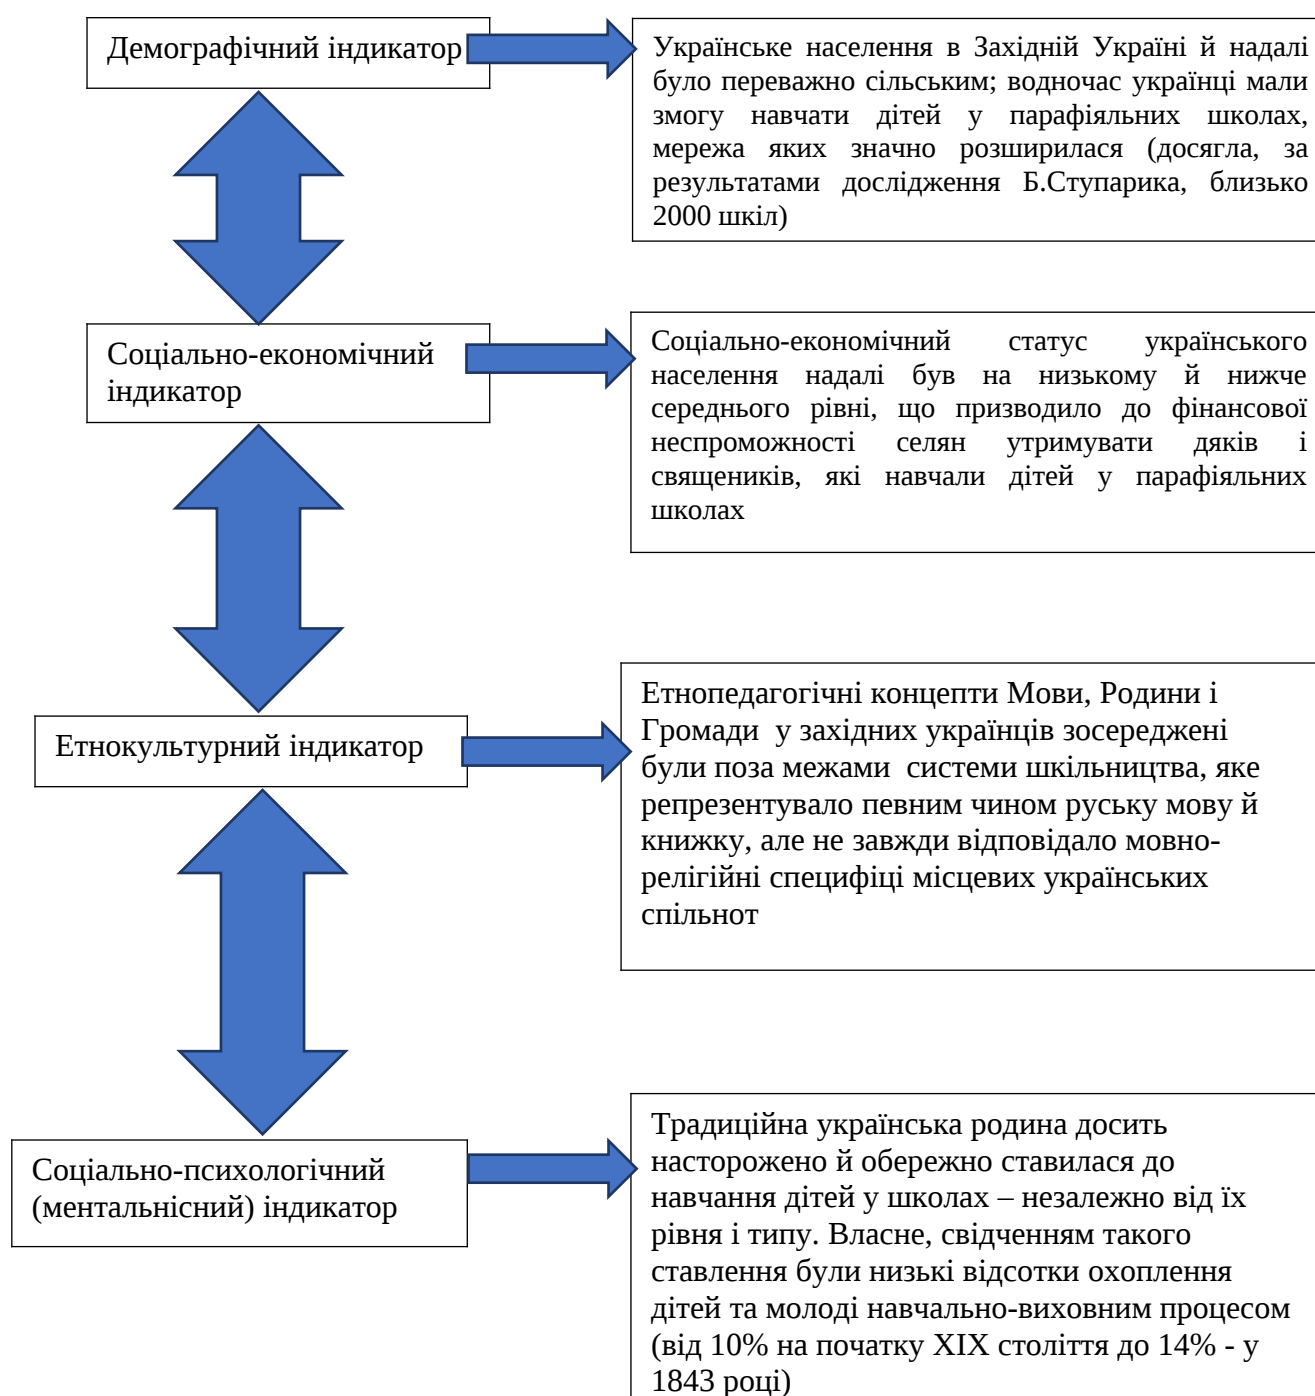 Демографічний індикатор
Українське населення в Західній Україні й надалі
було переважно сільським; водночас українці мали
змогу навчати дітей у парафіяльних школах,
мережа яких значно розширилася (досягла, за
результатами дослідження Б.Ступарика, близько
2000 шкіл)
Соціально-економічний
індикатор
Соціально-економічний статус українського
населення надалі був на низькому й нижче
середнього рівні, що призводило до фінансової
неспроможності селян утримувати дяків і
священиків, які навчали дітей у парафіяльних
школах
Етнокультурний індикатор
Етнопедагогічні концепти Мови, Родини і
Громади у західних українців зосереджені
були поза межами системи шкільництва, яке
репрезентувало певним чином руську мову й
книжку, але не завжди відповідало мовно-
релігійні специфіці місцевих українських
спільнот
Соціально-психологічний
(ментальнісний) індикатор
Традиційна українська родина досить
насторожено й обережно ставилася до
навчання дітей у школах – незалежно від їх
рівня і типу. Власне, свідченням такого
ставлення були низькі відсотки охоплення
дітей та молоді навчально-виховним процесом
(від 10% на початку ХІХ століття до 14% - у
1843 році)